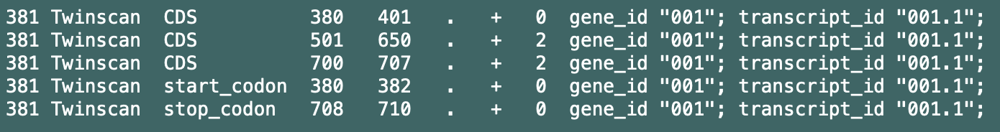 381 Twinscan  CDS          380   401   .   +   0  gene_id "001"; transcript_id "001.1";
381 Twinscan  CDS          501   650   .   +   2  gene_id "001"; transcript_id "001.1";
381 Twinscan  CDS          700   707   .   +   2  gene_id "001"; transcript_id "001.1";
381 Twinscan  start_codon  380   382   .   +   0  gene_id "001"; transcript_id "001.1";
381 Twinscan  stop_codon   708   710   .   +   0  gene_id "001"; transcript_id "001.1";